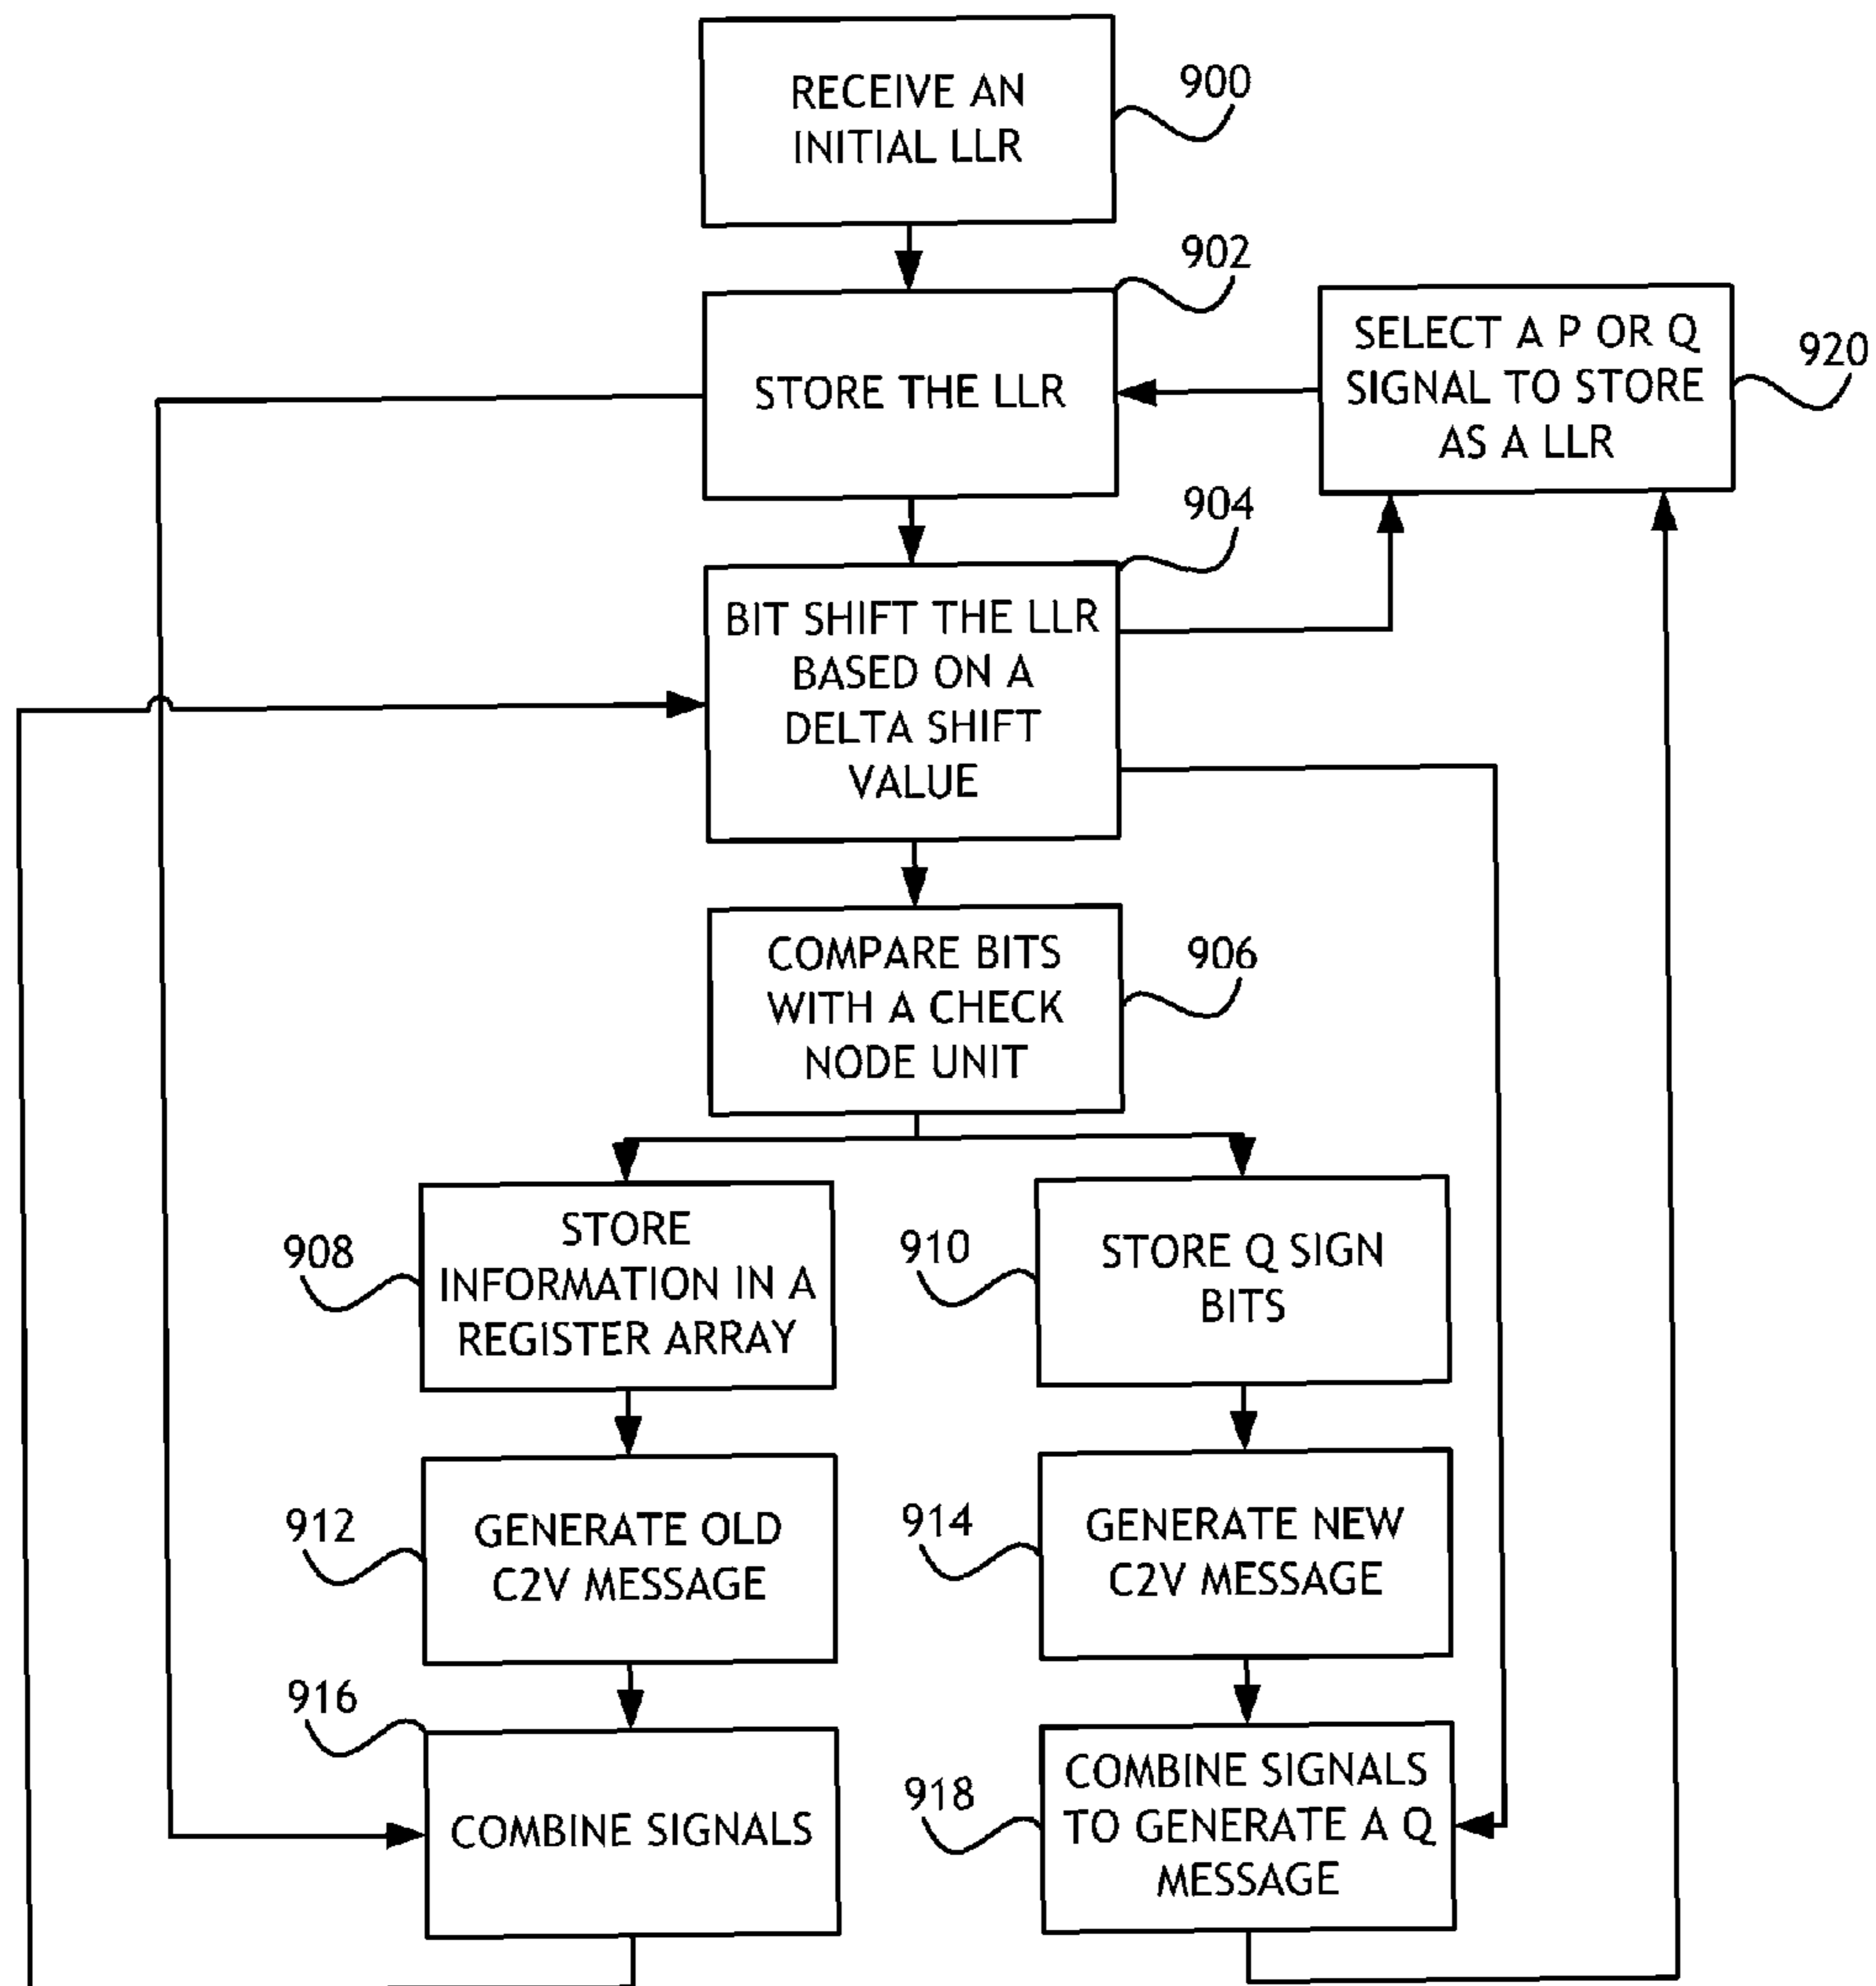 RECEIVE AN
INITIAL LLR
900
902
STORE THE LLR
SELECT A P OR Q
SIGNAL TO STORE
AS A LLR
920
904
BIT SHIFT THE LLR
BASED ON A
DELTA SHIFT
VALUE
COMPARE BITS
WITH A CHECK
NODE UNIT
906
908
STORE
INFORMATION IN A
REGISTER ARRAY
910
STORE Q SIGN
BITS
912
GENERATE OLD
C2V MESSAGE
914
GENERATE NEW
C2V MESSAGE
916
COMBINE SIGNALS
918
COMBINE SIGNALS
TO GENERATE A Q
MESSAGE